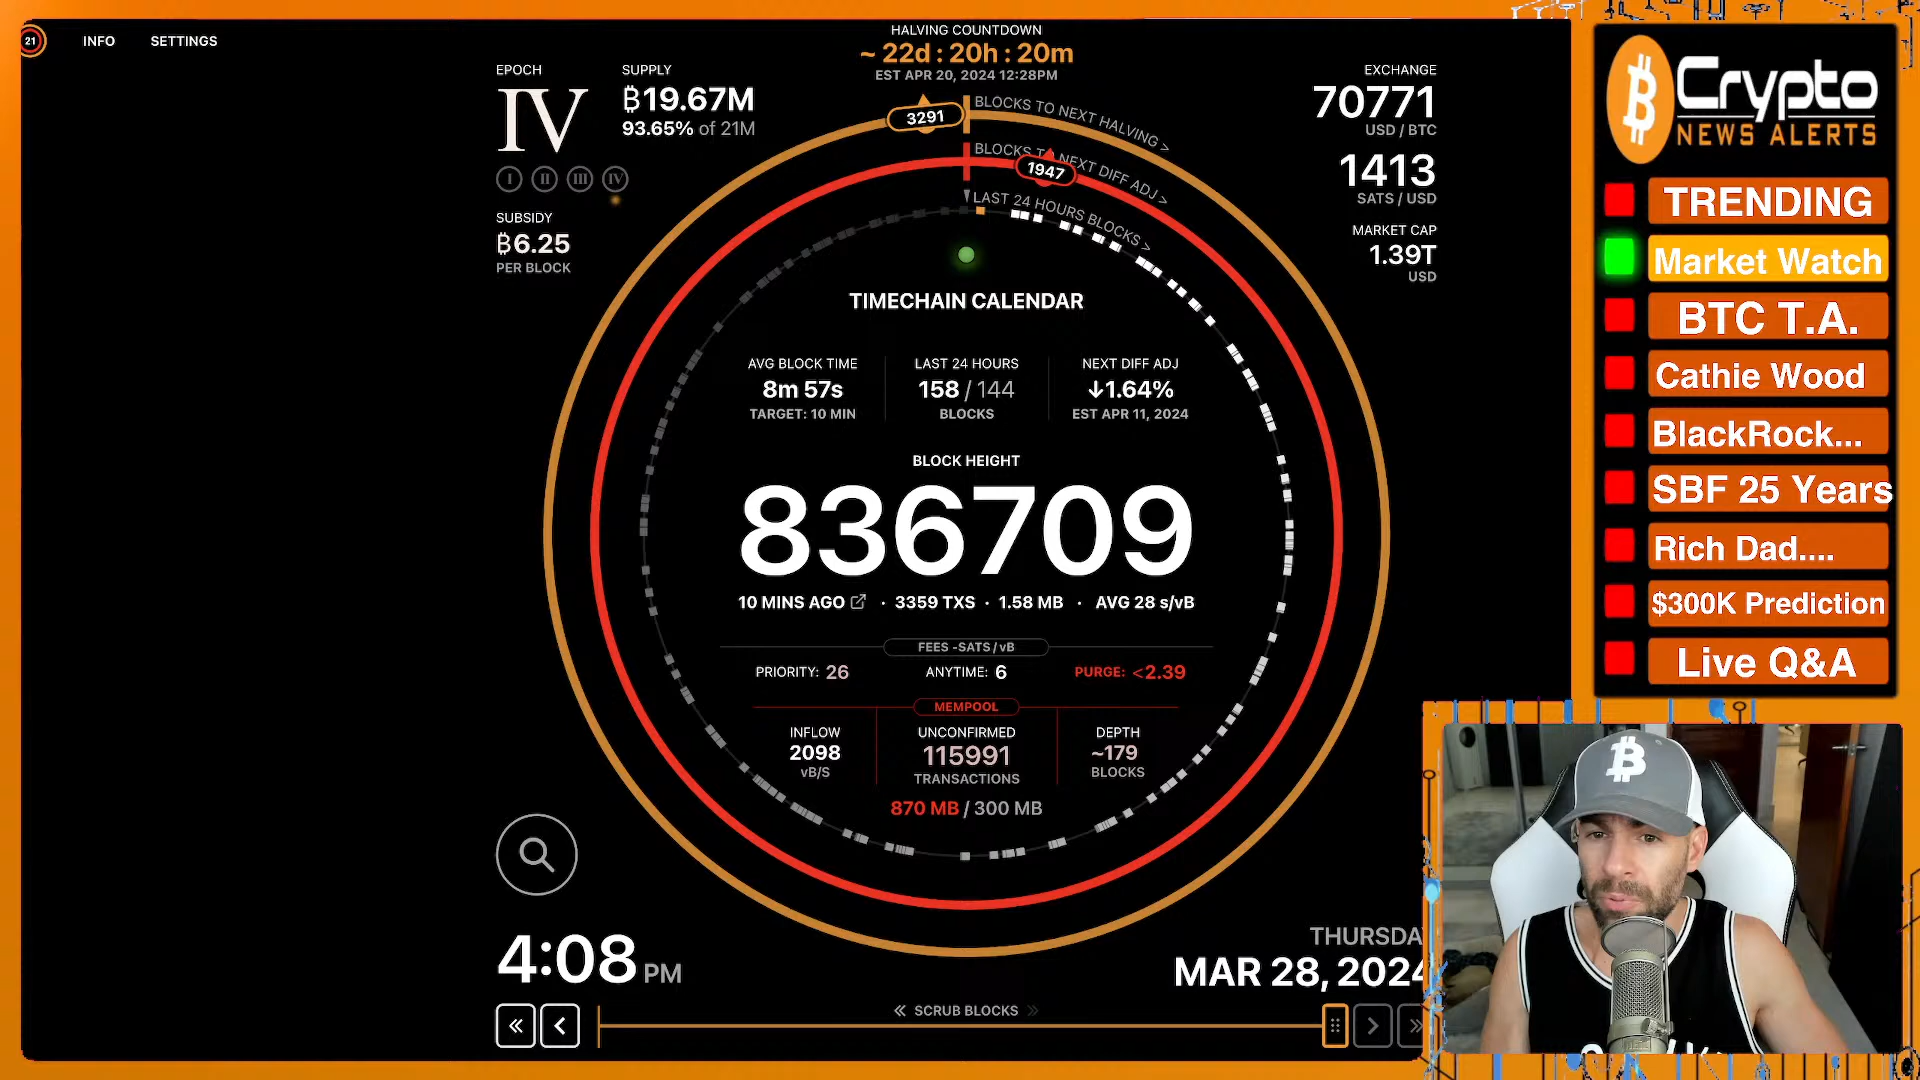 21
INFO
SETTINGS
HALVING COUNTDOWN
~ 22d : 20h : 20m
EST APR 20, 2024 12:28PM
EPOCH
IV
I II III IV
SUPPLY
₿19.67M
93.65% of 21M
SUBSIDY
₿6.25
PER BLOCK
EXCHANGE
70771
USD / BTC
1413
SATS / USD
MARKET CAP
1.39T
USD
3291
BLOCKS TO NEXT HALVING >
1947
BLOCKS TO NEXT DIFF ADJ >
LAST 24 HOURS BLOCKS >
TIMECHAIN CALENDAR
AVG BLOCK TIME
8m 57s
TARGET: 10 MIN
LAST 24 HOURS
158 / 144
BLOCKS
NEXT DIFF ADJ
↓1.64%
EST APR 11, 2024
BLOCK HEIGHT
836709
10 MINS AGO · 3359 TXS · 1.58 MB · AVG 28 s/vB
FEES -SATS / vB
PRIORITY: 26
ANYTIME: 6
PURGE: <2.39
MEMPOOL
INFLOW
2098
vB/S
UNCONFIRMED
115991
TRANSACTIONS
DEPTH
~179
BLOCKS
870 MB / 300 MB
4:08 PM
THURSDA
MAR 28, 2024
« SCRUB BLOCKS »
Crypto
NEWS ALERTS
TRENDING
Market Watch
BTC T.A.
Cathie Wood
BlackRock...
SBF 25 Years
Rich Dad....
$300K Prediction
Live Q&A